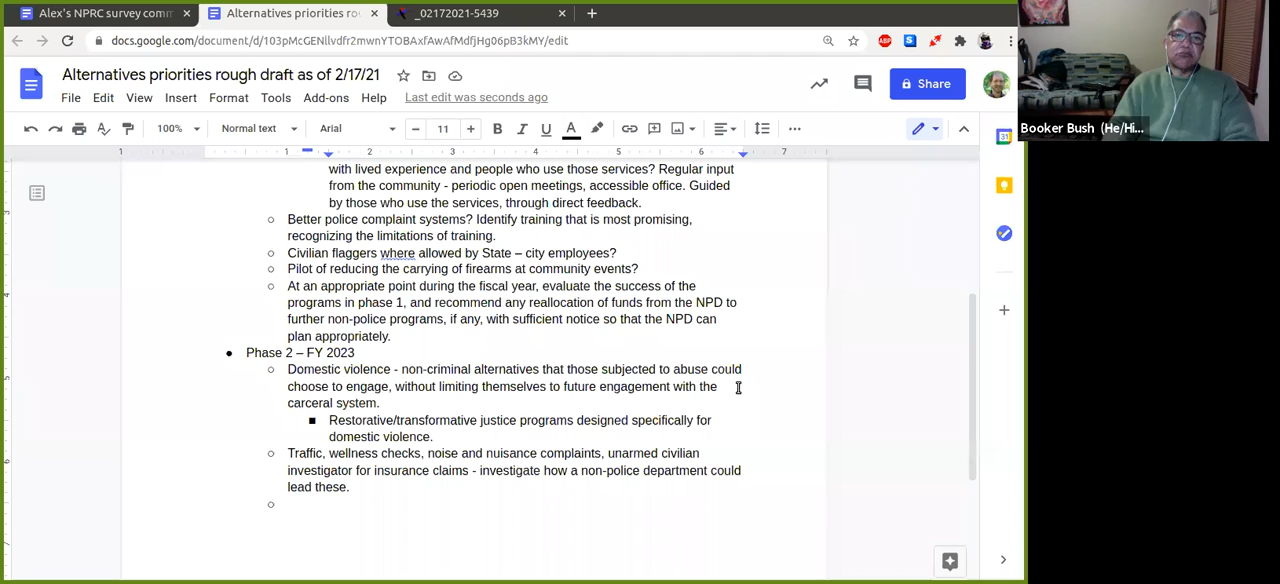 Alex's NPRC survey comm
Alternatives priorities ro
_02172021-5439
docs.google.com/document/d/103pMcGENllvdfr2mwnYTOBAxfAwAfMdfjHg06pB3kMY/edit
ABP
S
Alternatives priorities rough draft as of 2/17/21
Share
File Edit View Insert Format Tools Add-ons Help Last edit was seconds ago
100% Normal text Arial 11 B I U A
1 1 2 3 4 5 6 7
31
with lived experience and people who use those services? Regular input
from the community - periodic open meetings, accessible office. Guided
by those who use the services, through direct feedback.
Better police complaint systems? Identify training that is most promising,
recognizing the limitations of training.
Civilian flaggers where allowed by State – city employees?
Pilot of reducing the carrying of firearms at community events?
At an appropriate point during the fiscal year, evaluate the success of the
programs in phase 1, and recommend any reallocation of funds from the NPD to
further non-police programs, if any, with sufficient notice so that the NPD can
plan appropriately.
Phase 2 – FY 2023
Domestic violence - non-criminal alternatives that those subjected to abuse could
choose to engage, without limiting themselves to future engagement with the
carceral system.
Restorative/transformative justice programs designed specifically for
domestic violence.
Traffic, wellness checks, noise and nuisance complaints, unarmed civilian
investigator for insurance claims - investigate how a non-police department could
lead these.
Booker Bush (He/Hi...